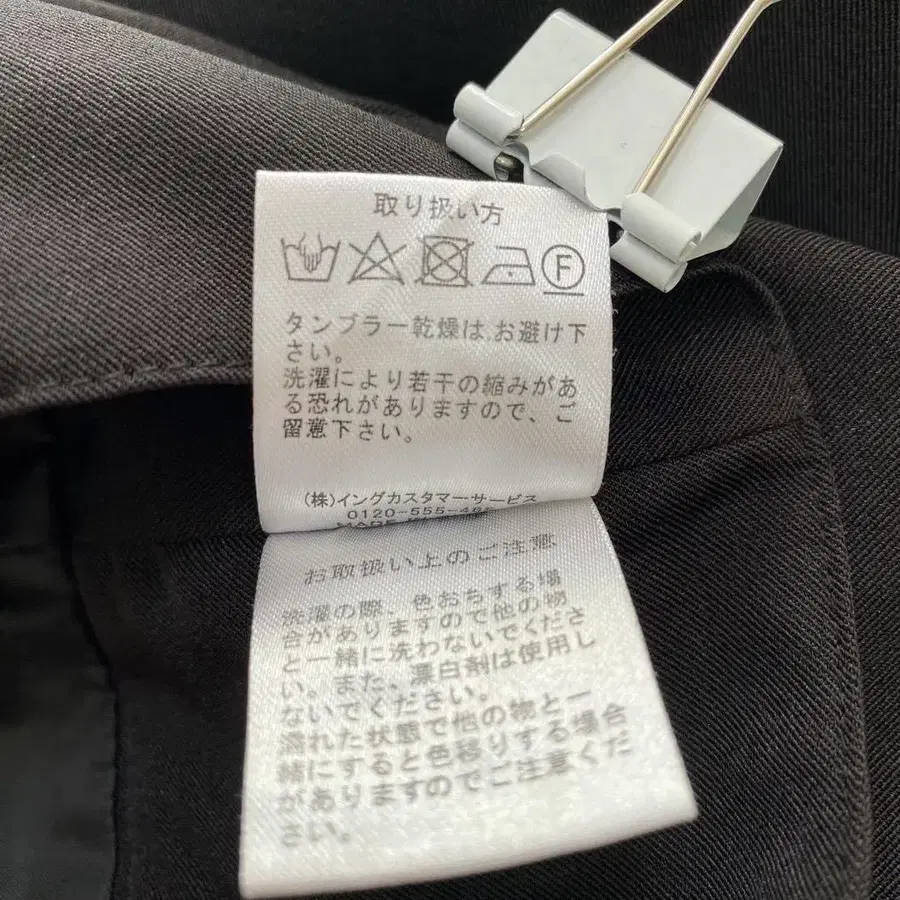 取り扱い方
F
タンブラー乾燥は、お避け下
さい。
洗濯により若干の縮みがあ
る恐れがありますので、ご
留意下さい。
(株)イングカスタマーサービス
0120-555-
お取扱い上のご注意
洗濯の際、色おちする場
合がありますので他の物
と一緒に洗わないでくださ
い。また、漂白剤は使用し
ないでください。
濡れた状態で他の物と一
緒にすると色移りする場合
がありますのでご注意くだ
さい。